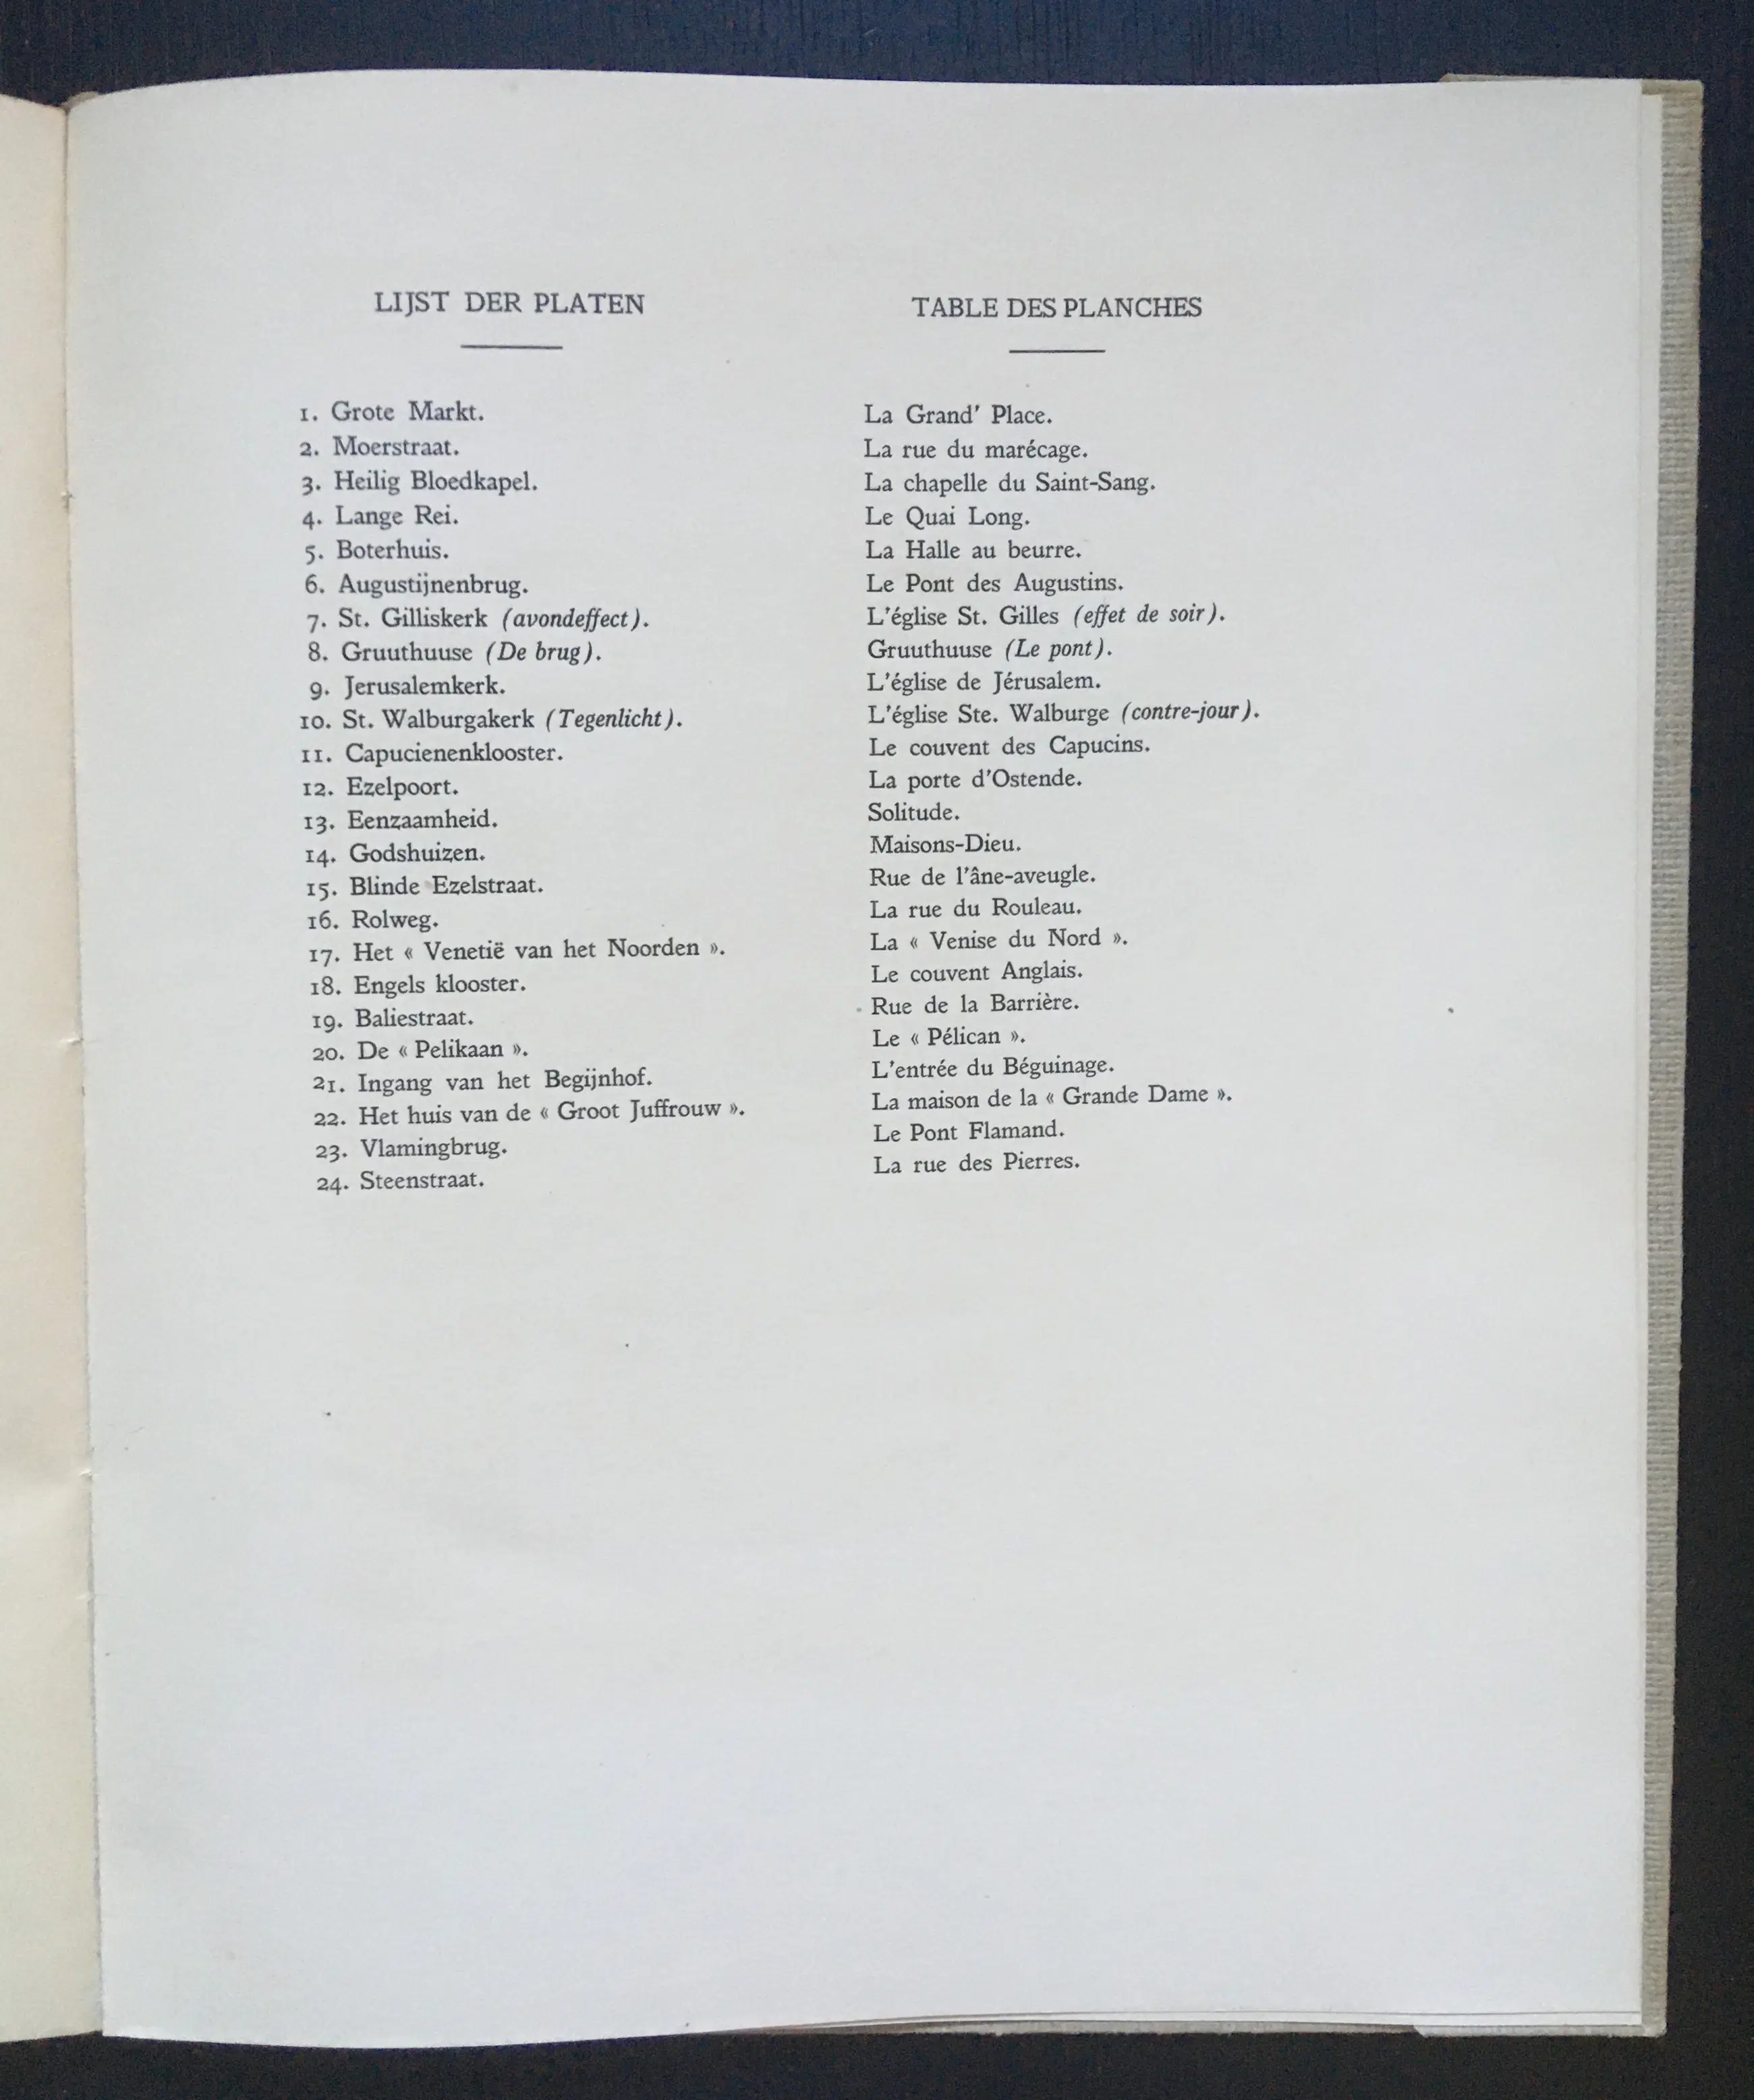 LIJST DER PLATEN
1. Grote Markt.
2. Moerstraat.
3. Heilig Bloedkapel.
4. Lange Rei.
5. Boterhuis.
6. Augustijnenbrug.
7. St. Gilliskerk (avondeffect).
8. Gruuthuuse (De brug).
9. Jerusalemkerk.
10. St. Walburgakerk (Tegenlicht).
11. Capucienenklooster.
12. Ezelpoort.
13. Eenzaamheid.
14. Godshuizen.
15. Blinde Ezelstraat.
16. Rolweg.
17. Het « Venetië van het Noorden ».
18. Engels klooster.
19. Baliestraat.
20. De « Pelikaan ».
21. Ingang van het Begijnhof.
22. Het huis van de « Groot Juffrouw ».
23. Vlamingbrug.
24. Steenstraat.
TABLE DES PLANCHES
La Grand' Place.
La rue du marécage.
La chapelle du Saint-Sang.
Le Quai Long.
La Halle au beurre.
Le Pont des Augustins.
L'église St. Gilles (effet de soir).
Gruuthuuse (Le pont).
L'église de Jérusalem.
L'église Ste. Walburge (contre-jour).
Le couvent des Capucins.
La porte d'Ostende.
Solitude.
Maisons-Dieu.
Rue de l'âne-aveugle.
La rue du Rouleau.
La « Venise du Nord ».
Le couvent Anglais.
Rue de la Barrière.
Le « Pélican ».
L'entrée du Béguinage.
La maison de la « Grande Dame ».
Le Pont Flamand.
La rue des Pierres.